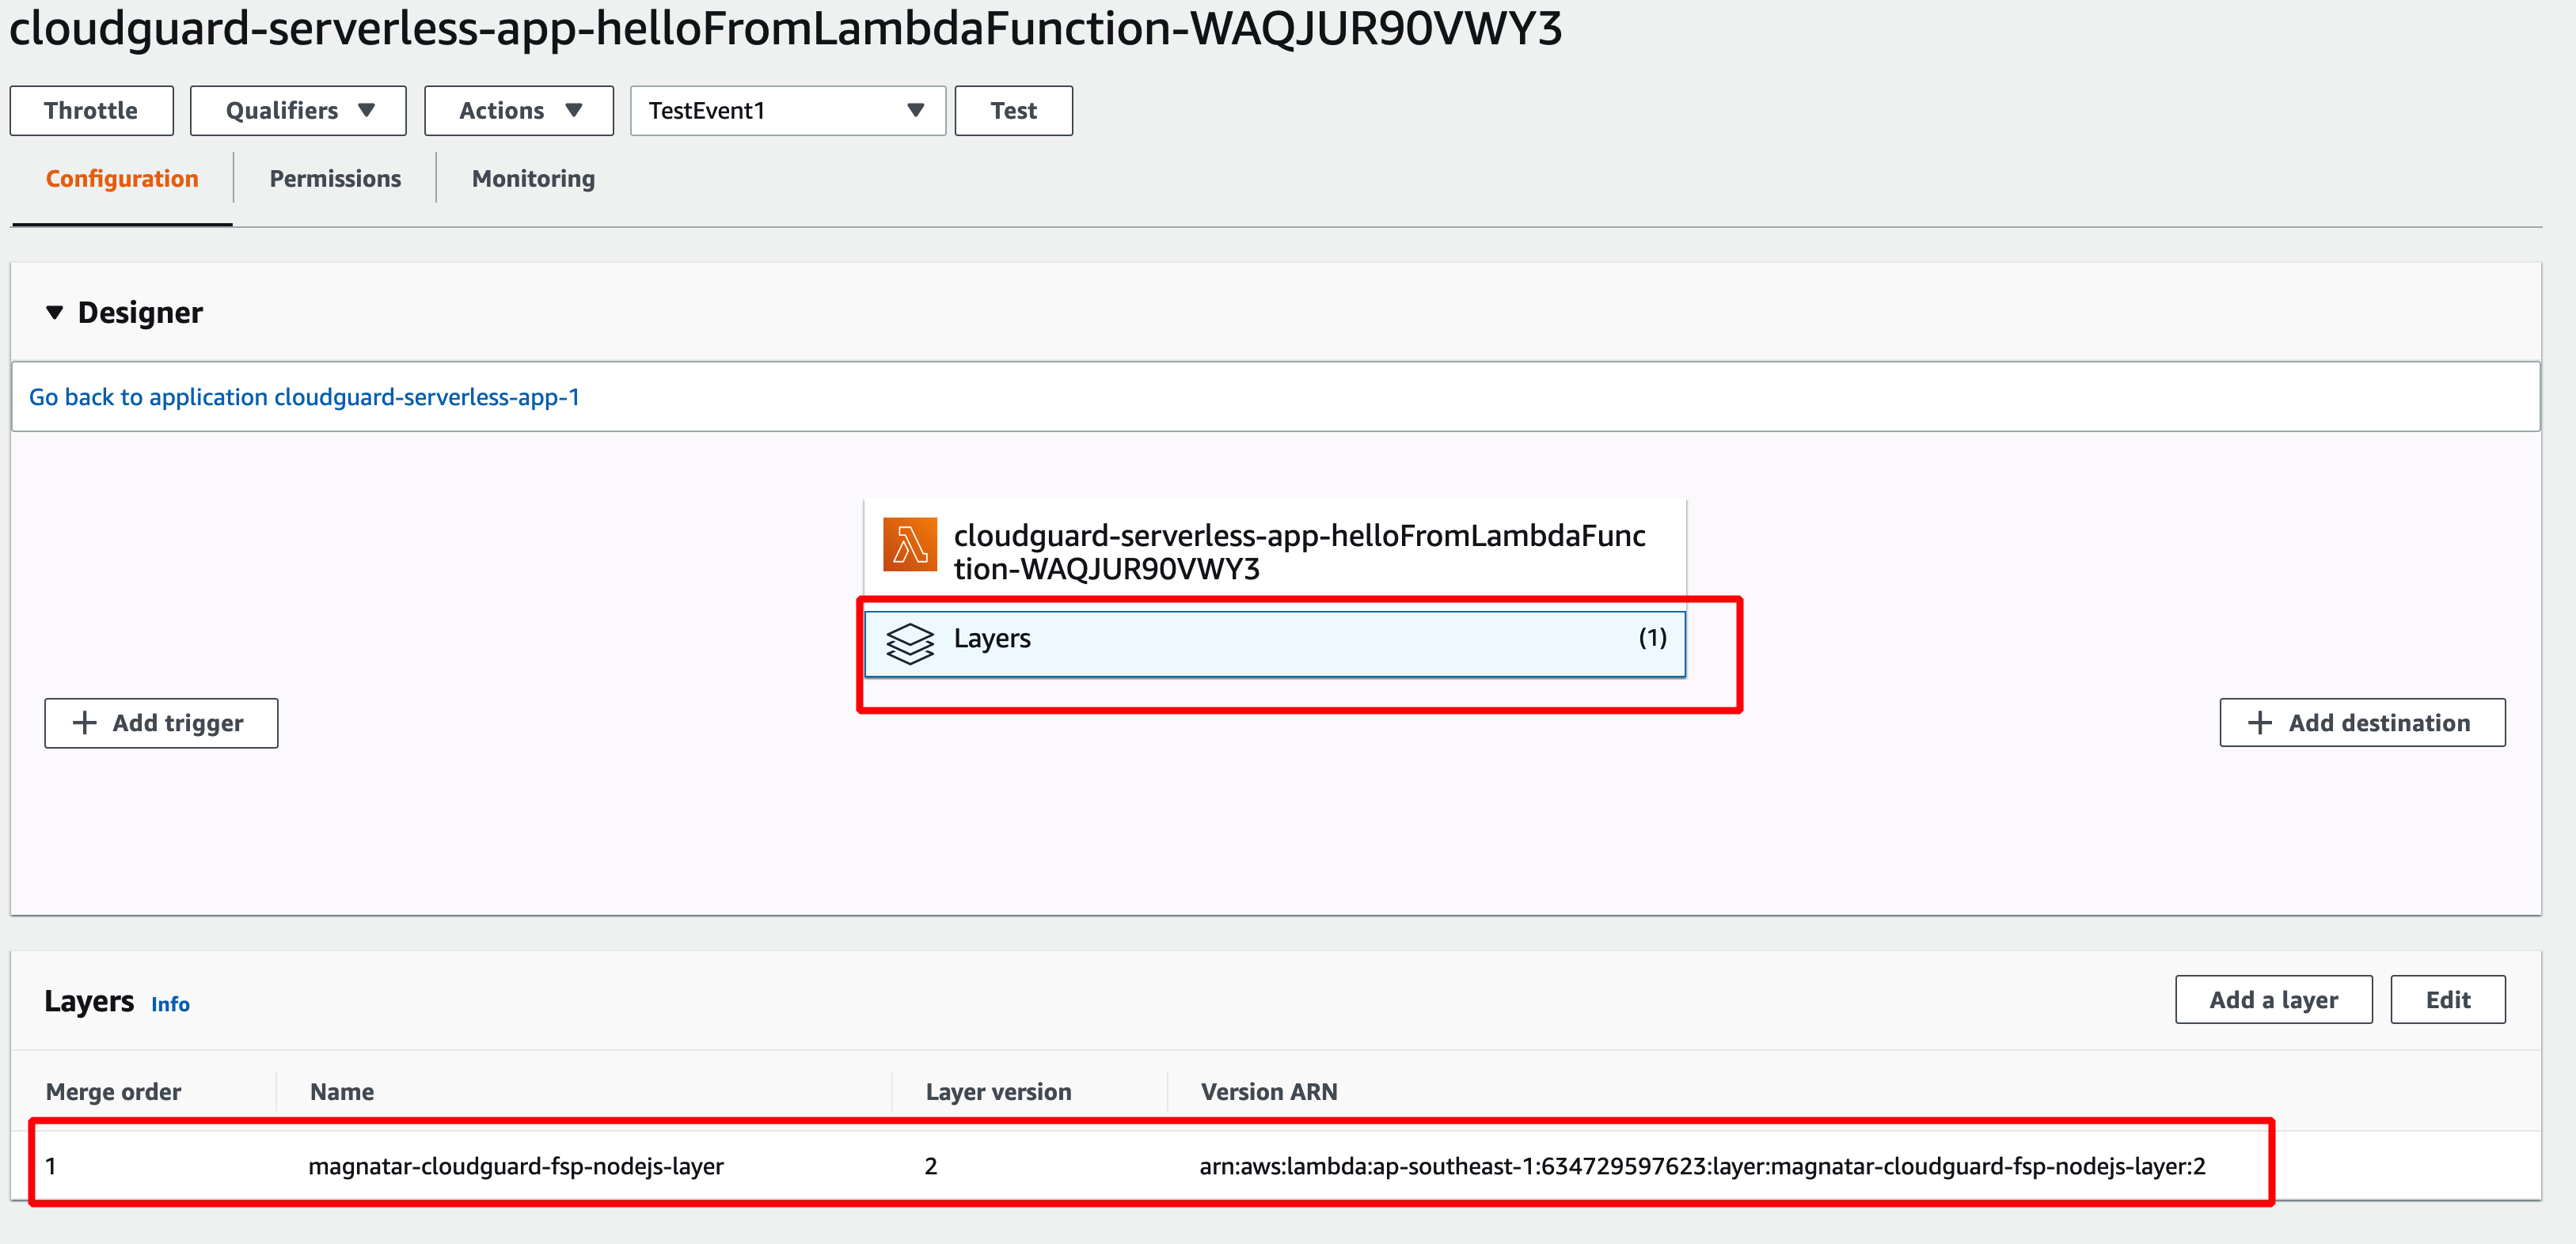 cloudguard-serverless-app-helloFromLambdaFunction-WAQJUR90VWY3
Throttle Qualifiers Actions TestEvent1 Test
Configuration Permissions Monitoring
Designer
Go back to application cloudguard-serverless-app-1
cloudguard-serverless-app-helloFromLambdaFunc
tion-WAQJUR90VWY3
Layers (1)
Add trigger Add destination
Layers Info Add a layer Edit
Merge order Name Layer version Version ARN
1 magnatar-cloudguard-fsp-nodejs-layer 2 arn:aws:lambda:ap-southeast-1:634729597623:layer:magnatar-cloudguard-fsp-nodejs-layer:2